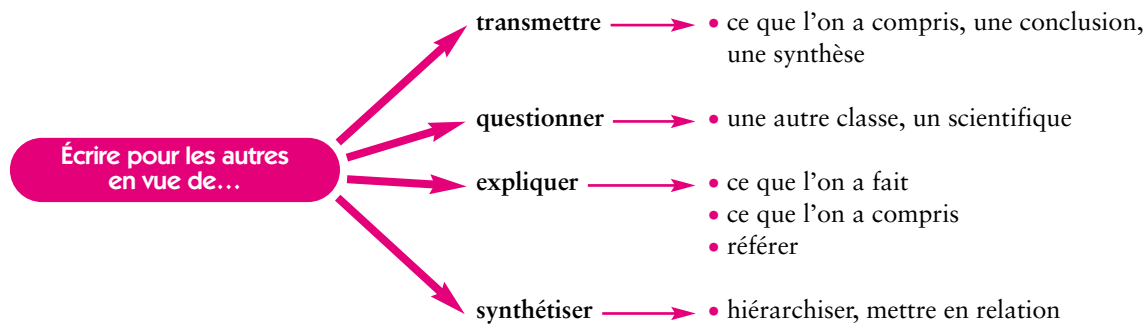 Écrire pour les autres
en vue de…
transmettre
• ce que l’on a compris, une conclusion,
une synthèse
questionner
• une autre classe, un scientifique
expliquer
• ce que l’on a fait
• ce que l’on a compris
• référer
synthétiser
• hiérarchiser, mettre en relation